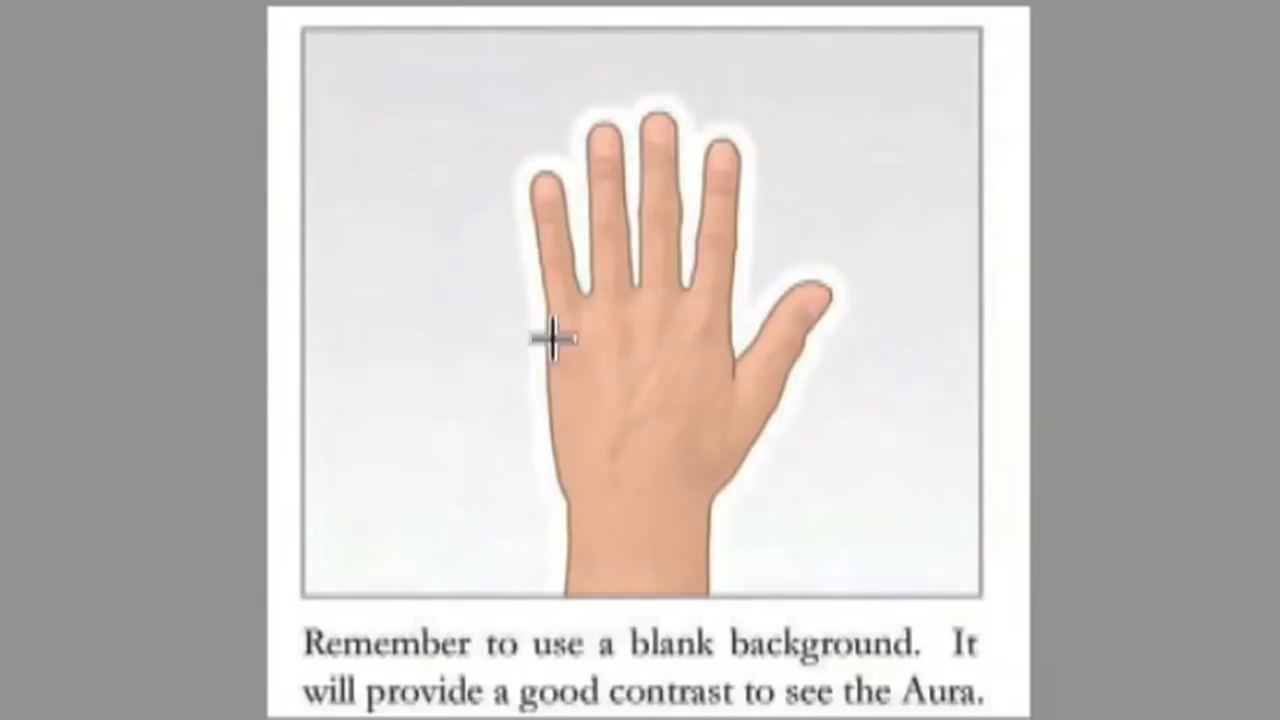 Remember to use a blank background. It
will provide a good contrast to see the Aura.